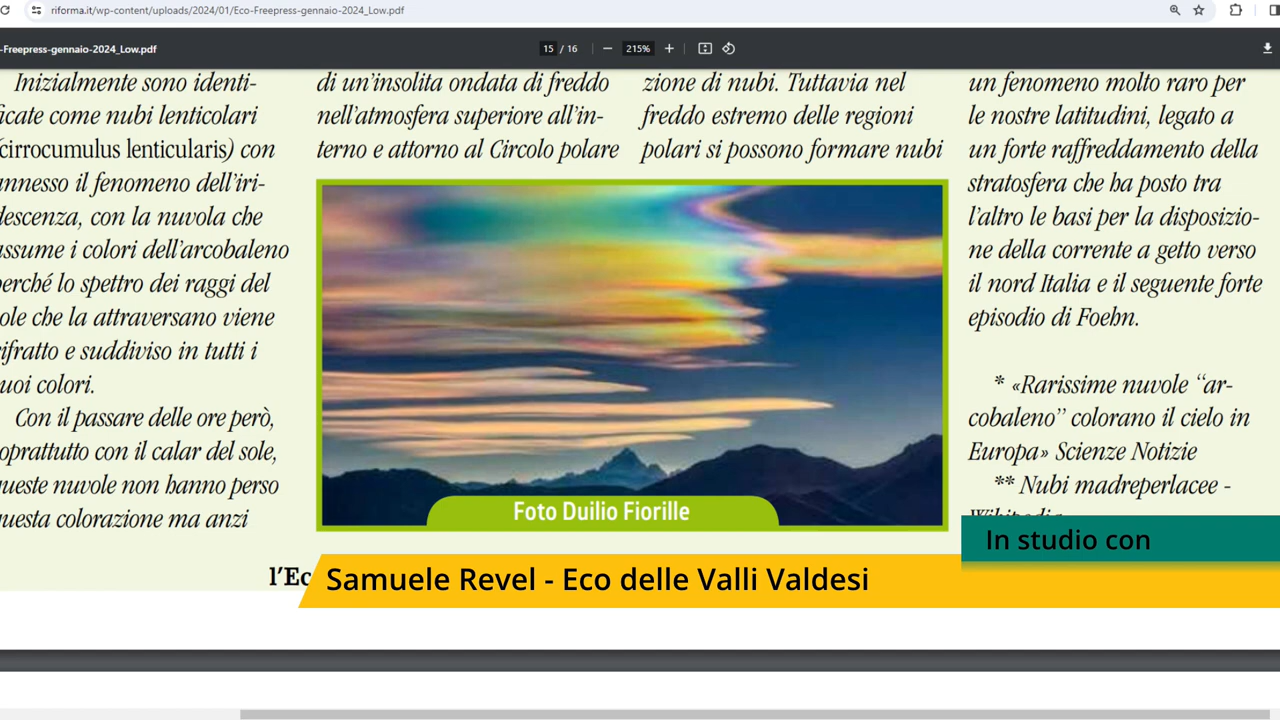 riforma.it/wp-content/uploads/2024/01/Eco-Freepress-gennaio-2024_Low.pdf
-Freepress-gennaio-2024_Low.pdf
15 / 16
215%
Inizialmente sono identi-
ficate come nubi lenticolari
(cirrocumulus lenticularis) con
annesso il fenomeno dell'iri-
descenza, con la nuvola che
assume i colori dell'arcobaleno
perché lo spettro dei raggi del
sole che la attraversano viene
rifratto e suddiviso in tutti i
suoi colori.
Con il passare delle ore però,
soprattutto con il calar del sole,
queste nuvole non hanno perso
questa colorazione ma anzi
di un'insolita ondata di freddo
nell'atmosfera superiore all'in-
terno e attorno al Circolo polare
zione di nubi. Tuttavia nel
freddo estremo delle regioni
polari si possono formare nubi
Foto Duilio Fiorille
un fenomeno molto raro per
le nostre latitudini, legato a
un forte raffreddamento della
stratosfera che ha posto tra
l'altro le basi per la disposizio-
ne della corrente a getto verso
il nord Italia e il seguente forte
episodio di Foehn.
* «Rarissime nuvole “ar-
cobaleno” colorano il cielo in
Europa» Scienze Notizie
** Nubi madreperlacee -
Wikipedia
In studio con
l'Ec
Samuele Revel - Eco delle Valli Valdesi